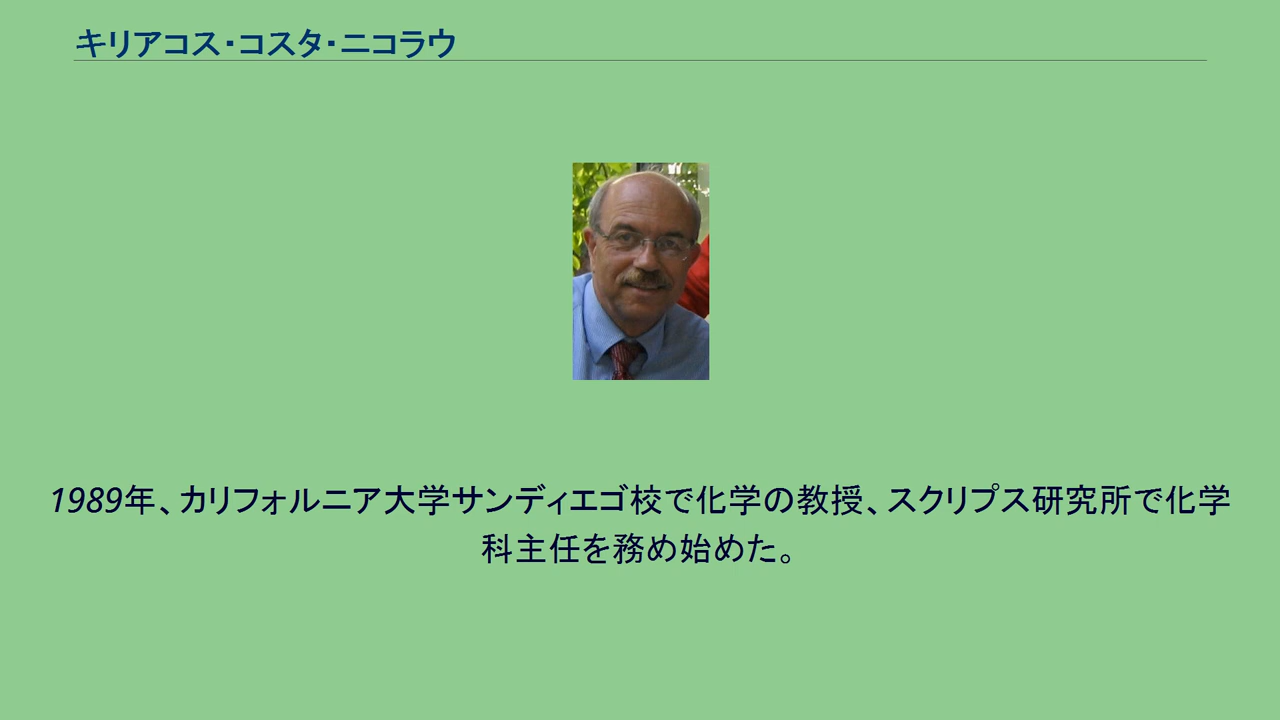 キリアコス・コスタ・ニコラウ
1989年、カリフォルニア大学サンディエゴ校で化学の教授、スクリプス研究所で化学
科主任を務め始めた。